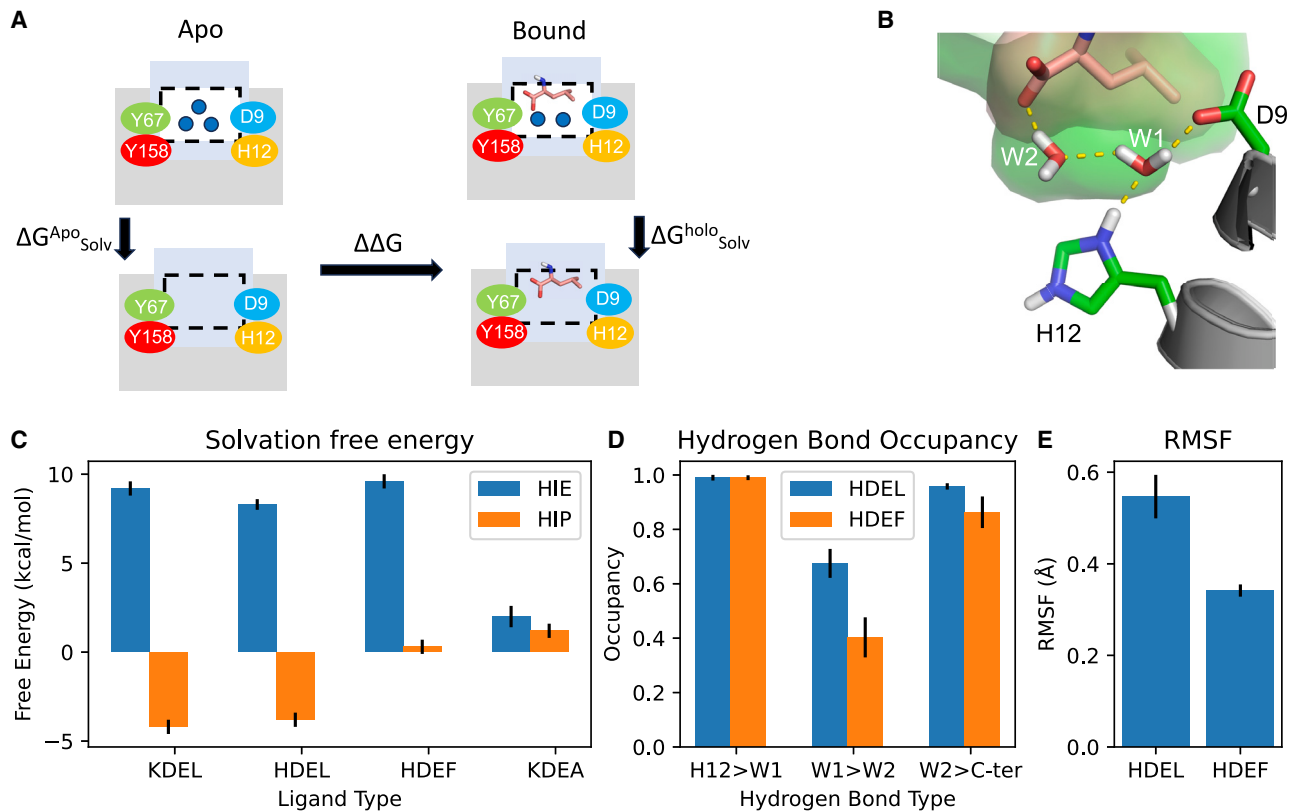 A
Apo
Bound
Y67
D9
Y158
H12
Y67
D9
Y158
H12
ΔG^Apo_Solv
ΔΔG
ΔG^holo_Solv
Y67
D9
Y158
H12
Y67
D9
Y158
H12
B
D9
W1
W2
H12
C
Solvation free energy
HIE
HIP
10
5
0
−5
Free Energy (kcal/mol)
KDEL
HDEL
HDEF
KDEA
Ligand Type
D
Hydrogen Bond Occupancy
HDEL
HDEF
1.0
0.8
0.6
0.4
0.2
0.0
Occupancy
H12>W1
W1>W2
W2>C-ter
Hydrogen Bond Type
E
RMSF
0.6
0.4
0.2
0.0
RMSF (Å)
HDEL
HDEF